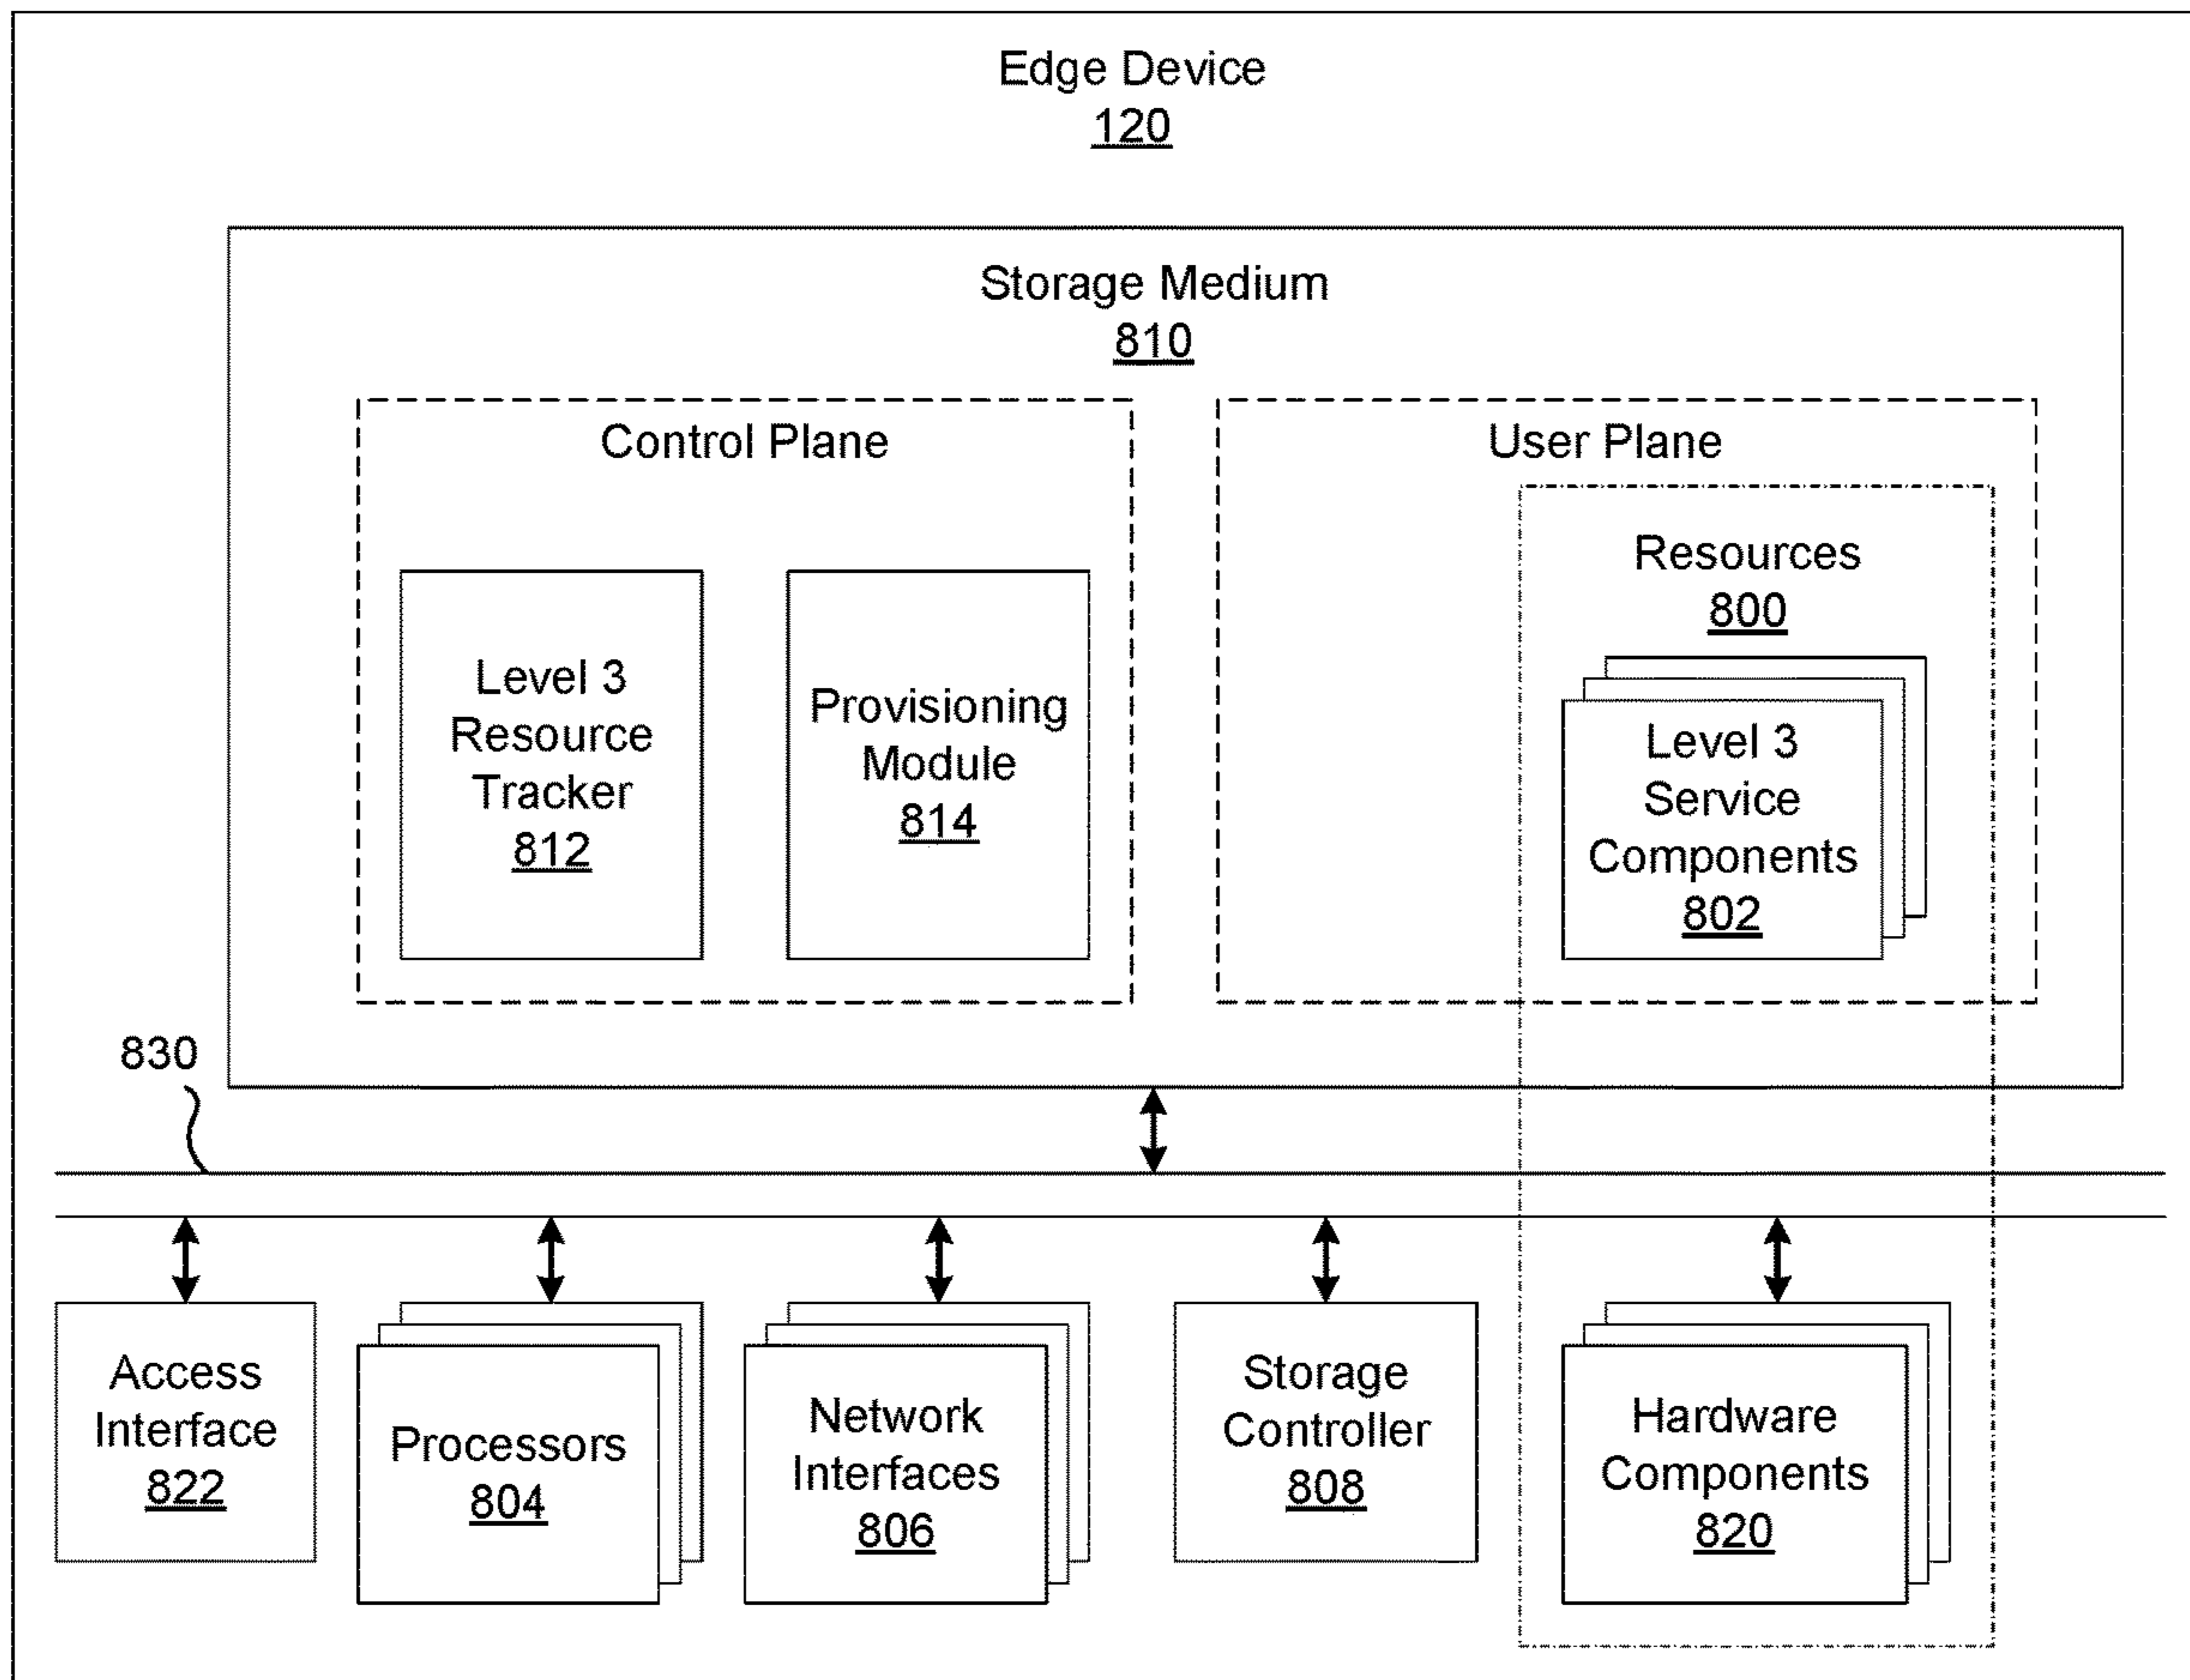 Edge Device
120
Storage Medium
810
Control Plane
User Plane
Level 3
Resource
Tracker
812
Provisioning
Module
814
Resources
800
Level 3
Service
Components
802
830
Access
Interface
822
Processors
804
Network
Interfaces
806
Storage
Controller
808
Hardware
Components
820